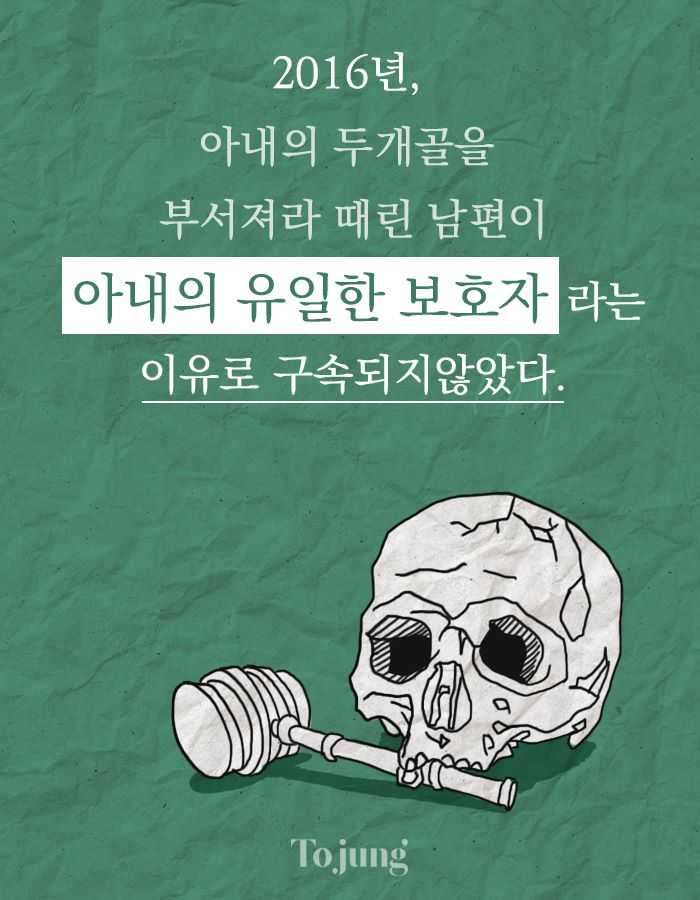 2016년,
아내의 두개골을
부서져라 때린 남편이
아내의 유일한 보호자 라는
이유로 구속되지않았다.
Tojung